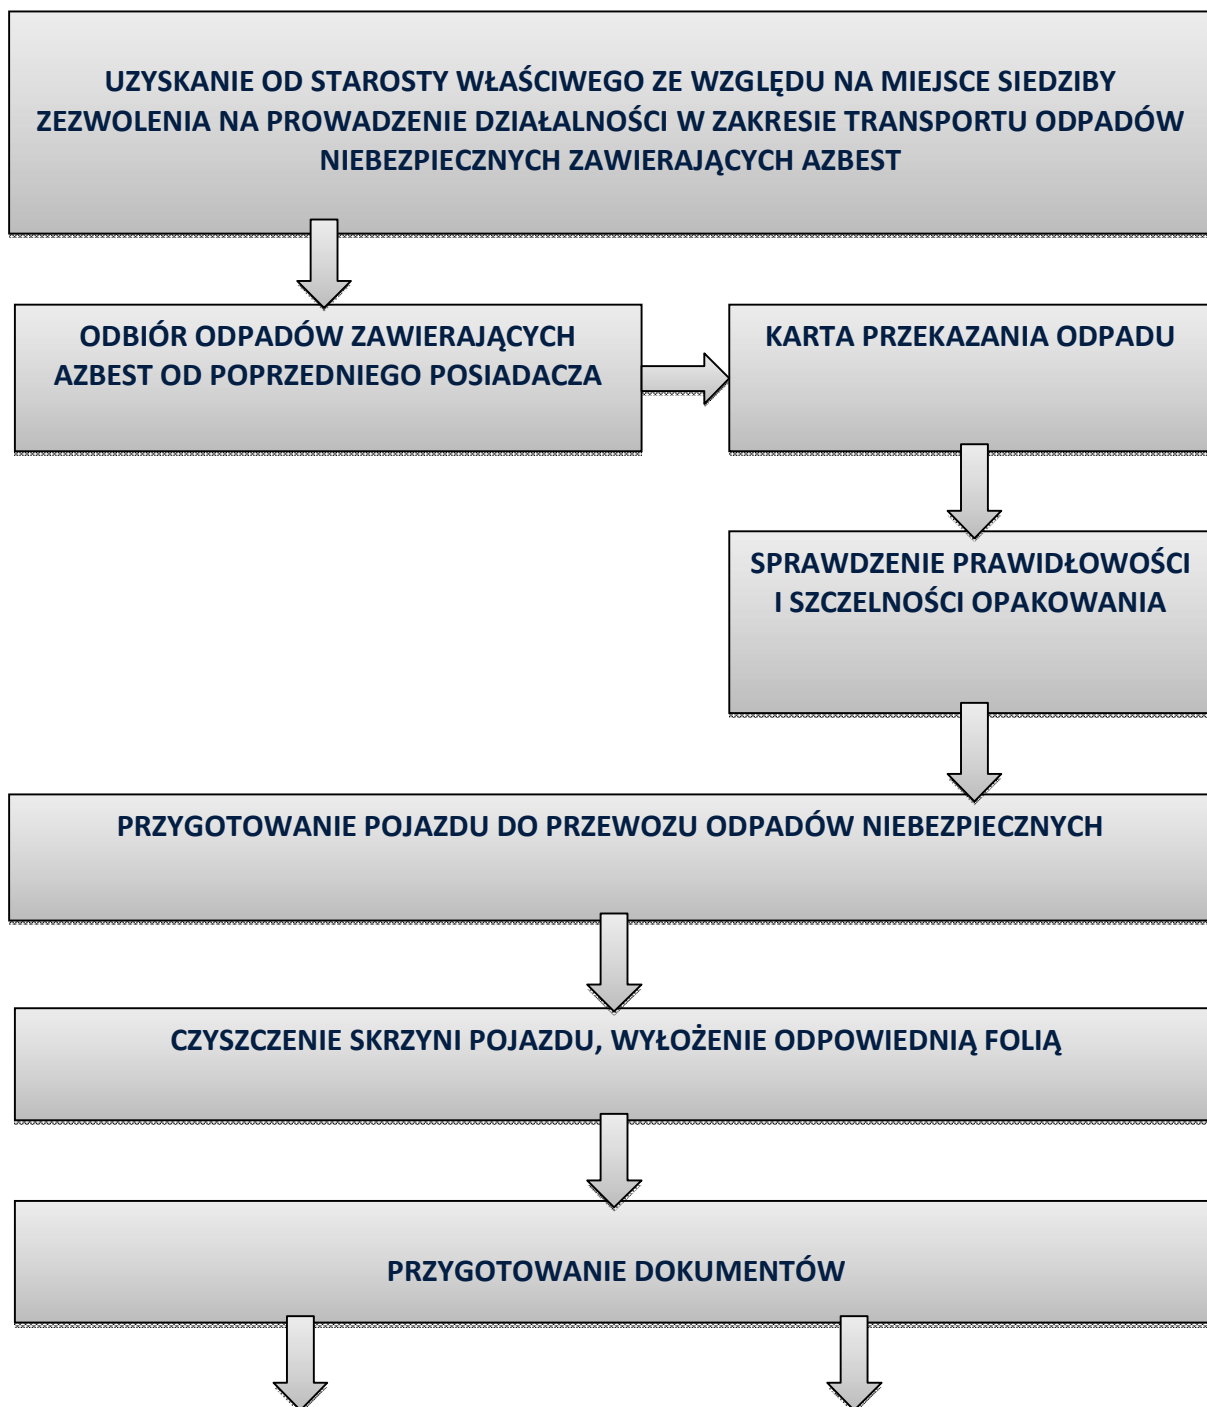 UZYSKANIE OD STAROSTY WŁAŚCIWEGO ZE WZGLĘDU NA MIEJSCE SIEDZIBY
ZEZWOLENIA NA PROWADZENIE DZIAŁALNOŚCI W ZAKRESIE TRANSPORTU ODPADÓW
NIEBEZPIECZNYCH ZAWIERAJĄCYCH AZBEST
ODBIÓR ODPADÓW ZAWIERAJĄCYCH
AZBEST OD POPRZEDNIEGO POSIADACZA
KARTA PRZEKAZANIA ODPADU
SPRAWDZENIE PRAWIDŁOWOŚCI
I SZCZELNOŚCI OPAKOWANIA
PRZYGOTOWANIE POJAZDU DO PRZEWOZU ODPADÓW NIEBEZPIECZNYCH
CZYSZCZENIE SKRZYNI POJAZDU, WYŁOŻENIE ODPOWIEDNIĄ FOLIĄ
PRZYGOTOWANIE DOKUMENTÓW